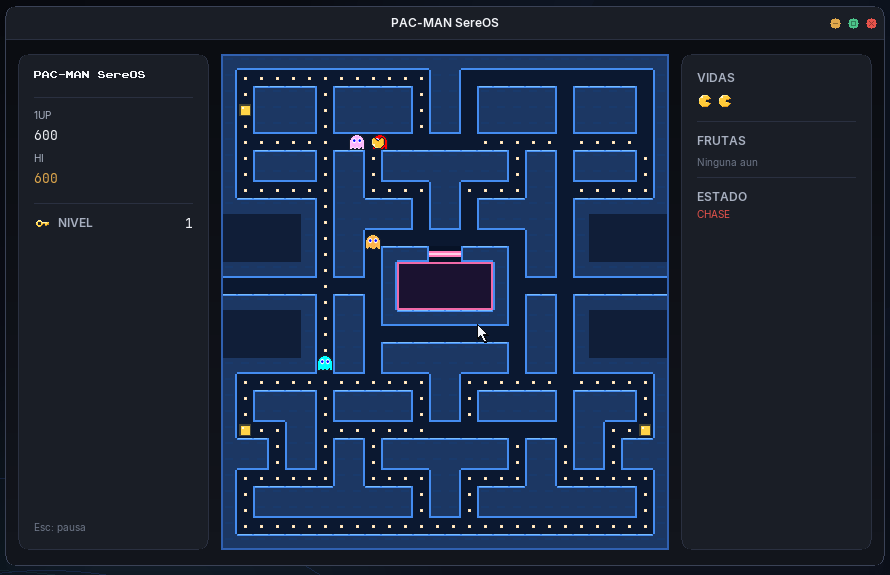 PAC-MAN SereOS
PAC-MAN SereOS
1UP
600
HI
600
NIVEL 1
Esc: pausa
VIDAS
FRUTAS
Ninguna aun
ESTADO
CHASE